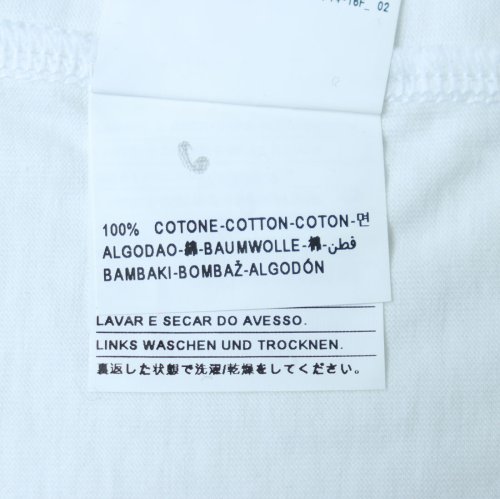 100% COTONE-COTTON-COTON-면
ALGODAO-綿-BAUMWOLLE-棉-قطن
BAMBAKI-BOMBAŽ-ALGODÓN
LAVAR E SECAR DO AVESSO.
LINKS WASCHEN UND TROCKNEN.
裏返した状態で洗濯/乾燥をしてください。